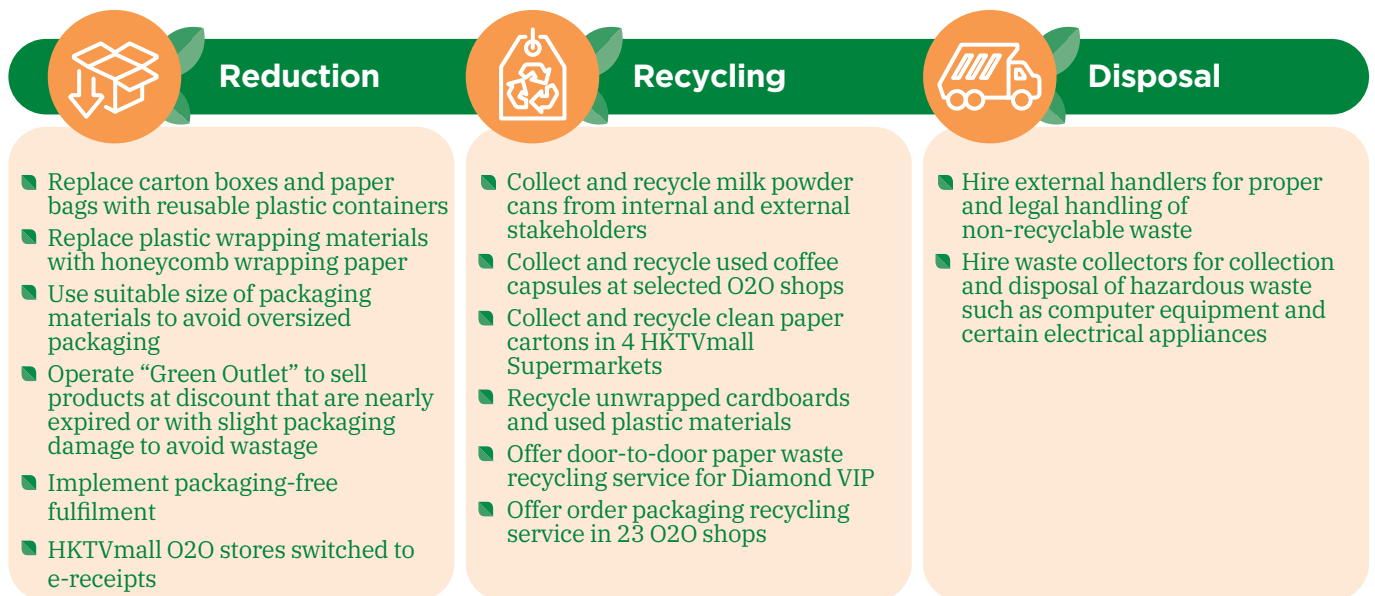 Reduction
Replace carton boxes and paper
bags with reusable plastic containers
Replace plastic wrapping materials
with honeycomb wrapping paper
Use suitable size of packaging
materials to avoid oversized
packaging
Operate “Green Outlet” to sell
products at discount that are nearly
expired or with slight packaging
damage to avoid wastage
Implement packaging-free
fulfilment
HKTVmall O2O stores switched to
e-receipts
Recycling
Collect and recycle milk powder
cans from internal and external
stakeholders
Collect and recycle used coffee
capsules at selected O2O shops
Collect and recycle clean paper
cartons in 4 HKTVmall
Supermarkets
Recycle unwrapped cardboards
and used plastic materials
Offer door-to-door paper waste
recycling service for Diamond VIP
Offer order packaging recycling
service in 23 O2O shops
Disposal
Hire external handlers for proper
and legal handling of
non-recyclable waste
Hire waste collectors for collection
and disposal of hazardous waste
such as computer equipment and
certain electrical appliances